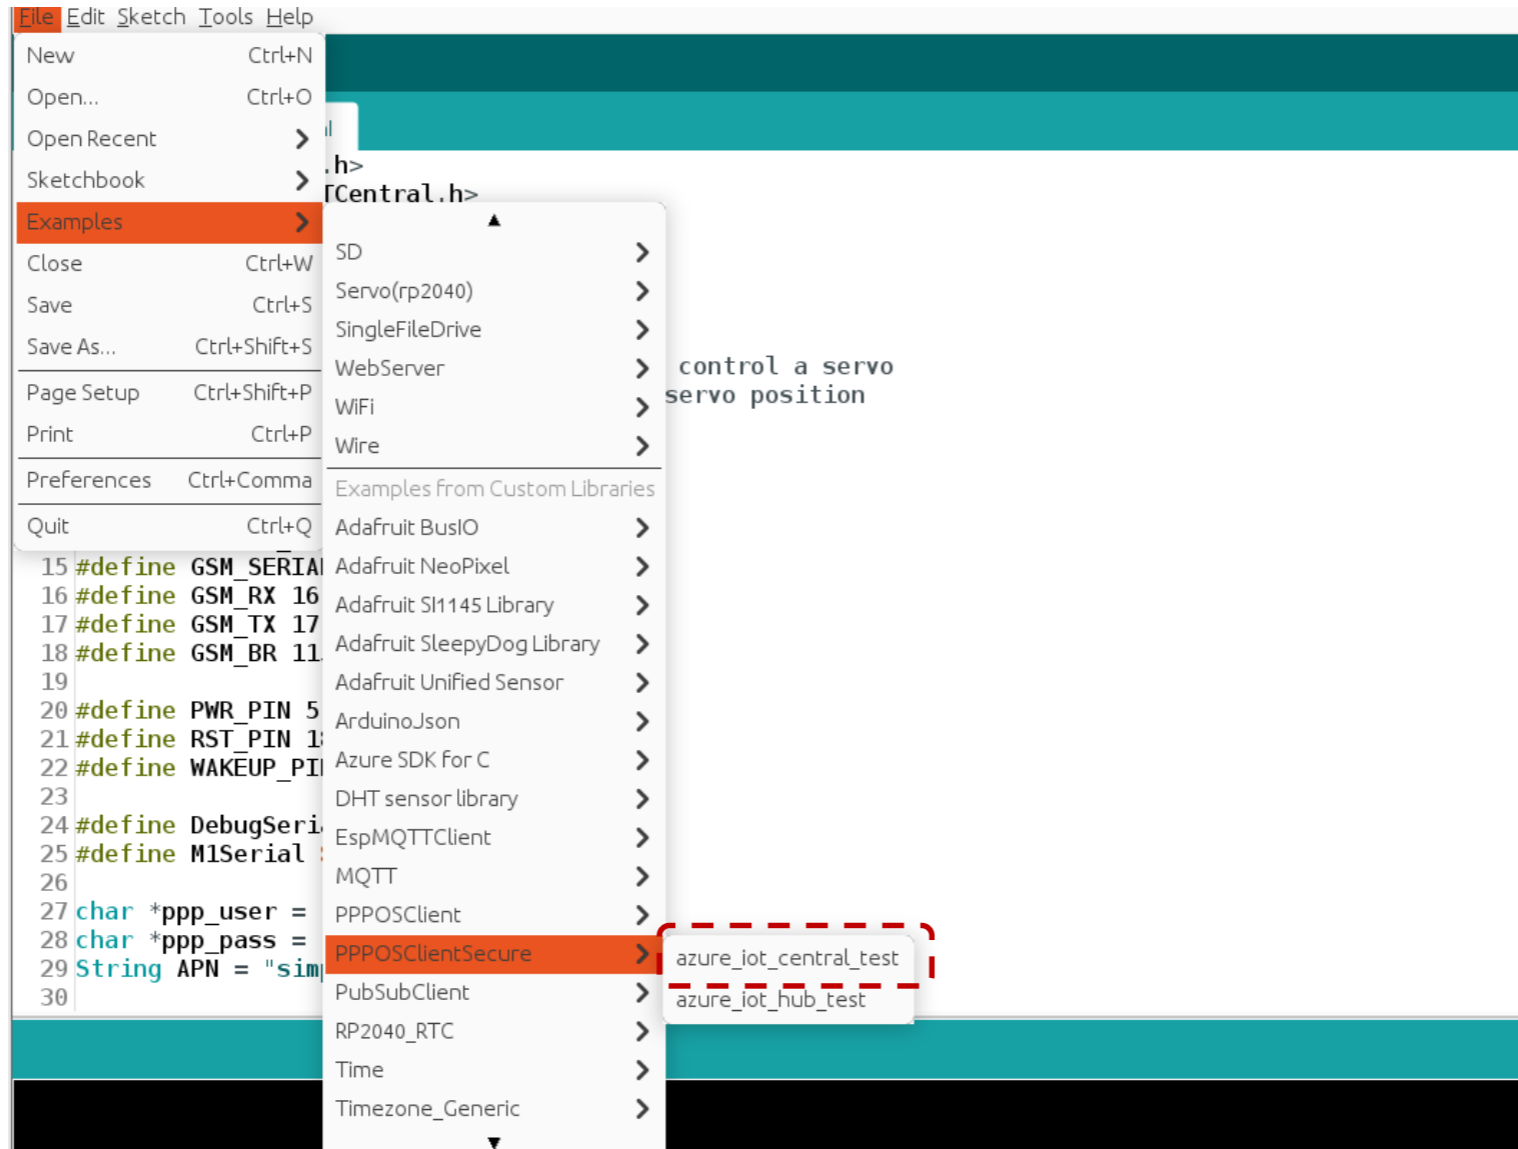 File Edit Sketch Tools Help
New Ctrl+N
Open... Ctrl+O
Open Recent
Sketchbook
Examples
Close Ctrl+W
Save Ctrl+S
Save As... Ctrl+Shift+S
Page Setup Ctrl+Shift+P
Print Ctrl+P
Preferences Ctrl+Comma
Quit Ctrl+Q
.h>
TCentral.h>
SD
Servo(rp2040)
SingleFileDrive
WebServer
WiFi
Wire
Examples from Custom Libraries
Adafruit BusIO
Adafruit NeoPixel
Adafruit SI1145 Library
Adafruit SleepyDog Library
Adafruit Unified Sensor
ArduinoJson
Azure SDK for C
DHT sensor library
EspMQTTClient
MQTT
PPPOSClient
PPPOSClientSecure
PubSubClient
RP2040_RTC
Time
Timezone_Generic
azure_iot_central_test
azure_iot_hub_test
control a servo
servo position
15 #define GSM_SERIAL
16 #define GSM_RX 16
17 #define GSM_TX 17
18 #define GSM_BR 11
19
20 #define PWR_PIN 5
21 #define RST_PIN 18
22 #define WAKEUP_PI
23
24 #define DebugSeri
25 #define M1Serial
26
27 char *ppp_user =
28 char *ppp_pass =
29 String APN = "sim
30